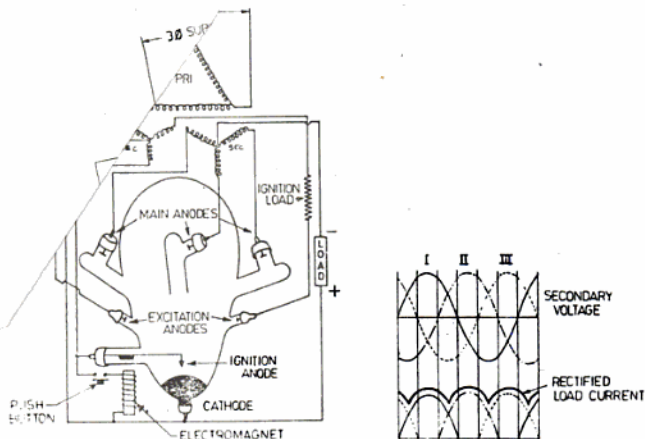 3Ø SUP
PRI
C
SEC
IGNITION
LOAD
MAIN ANODES
LOAD
−
+
EXCITATION
ANODES
IGNITION
ANODE
CATHODE
PUSH
BUTTON
ELECTROMAGNET
I II III
SECONDARY
VOLTAGE
RECTIFIED
LOAD CURRENT